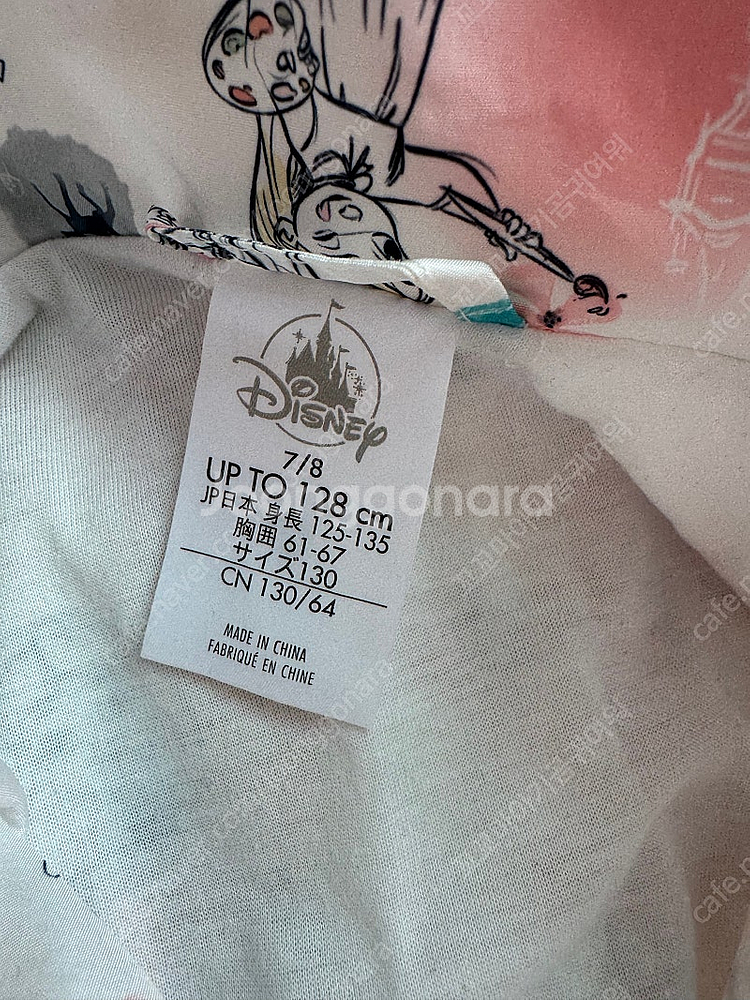 DISNEY
7/8
UP TO 128 cm
JP日本 身長 125-135
胸囲 61-67
サイズ130
CN 130/64
MADE IN CHINA
FABRIQUÉ EN CHINE